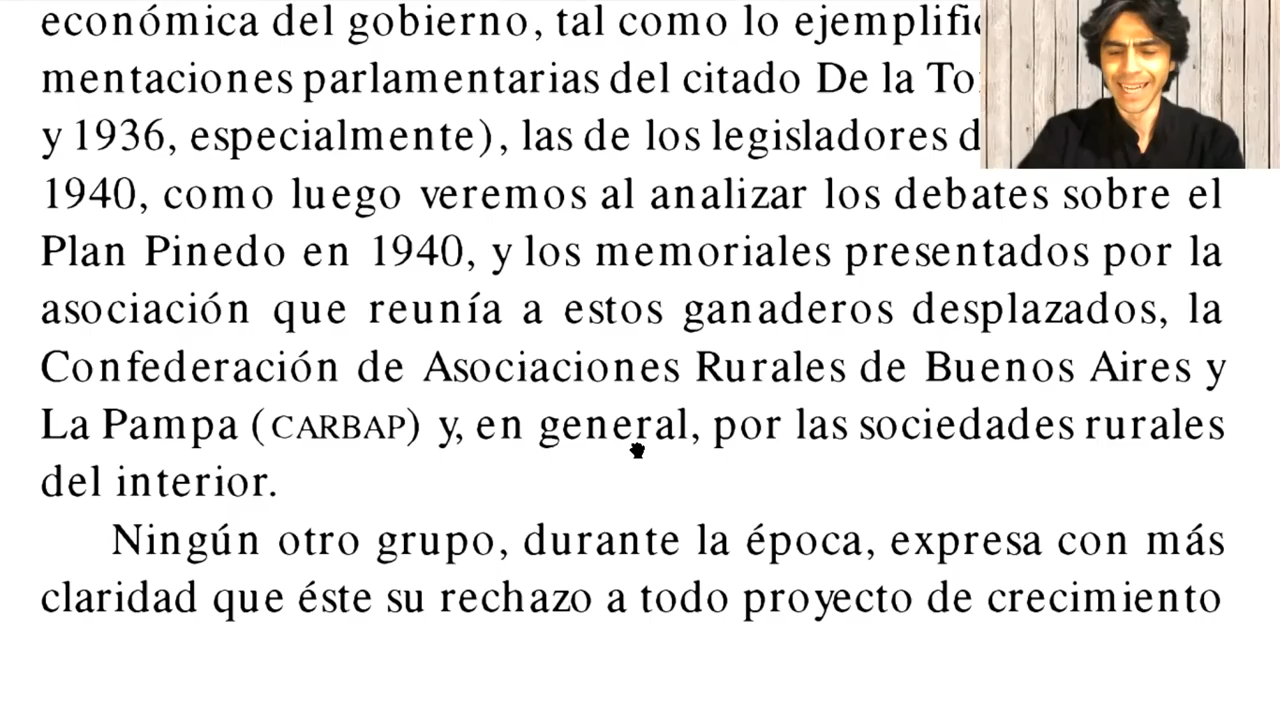 económica del gobierno, tal como lo
mentaciones parlamentarias del citado De la
y 1936, especialmente), las de los legisladores
1940, como luego veremos al analizar los debates sobre el
Plan Pinedo en 1940, y los memoriales presentados por la
asociación que reunía a estos ganaderos desplazados, la
Confederación de Asociaciones Rurales de Buenos Aires y
La Pampa (CARBAP) y, en general, por las sociedades rurales
del interior.
Ningún otro grupo, durante la época, expresa con más
claridad que éste su rechazo a todo proyecto de crecimiento